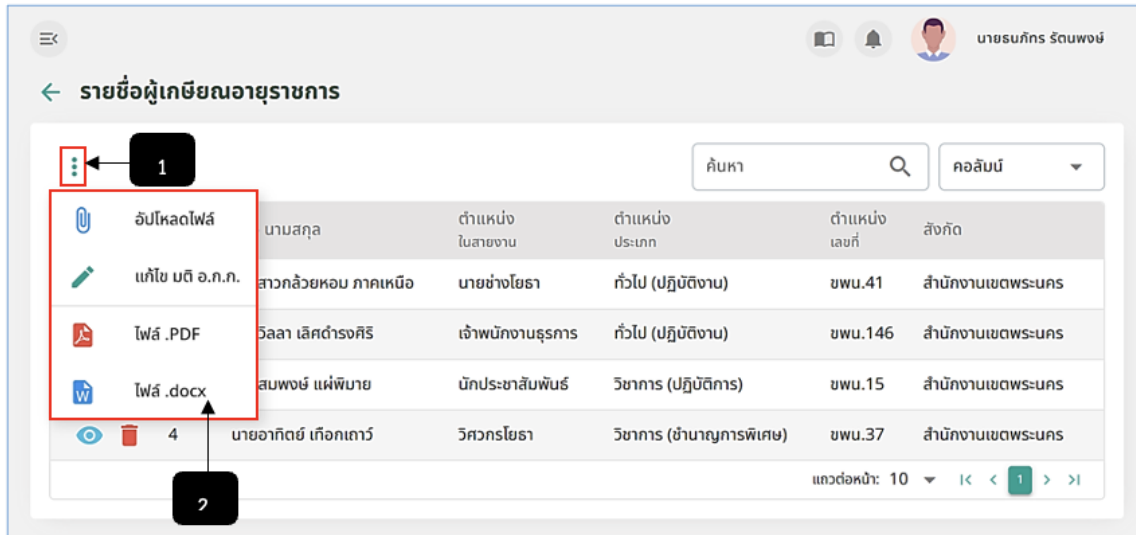 นายธนภัทร รัตนพงษ์
รายชื่อผู้เกษียณอายุราชการ
1
ค้นหา
คอลัมน์
อัปโหลดไฟล์
แก้ไข มติ อ.ก.ก.
ไฟล์ .PDF
ไฟล์ .docx
นามสกุล ตำแหน่ง ตำแหน่ง ตำแหน่ง สังกัด
ในสายงาน ประเภท เลขที่
สาวกล้วยหอม ภาคเหนือ นายช่างโยธา ทั่วไป (ปฏิบัติงาน) ขพน.41 สำนักงานเขตพระนคร
วิลลา เลิศดำรงศิริ เจ้าพนักงานธุรการ ทั่วไป (ปฏิบัติงาน) ขพน.146 สำนักงานเขตพระนคร
สมพงษ์ แผ่พิมาย นักประชาสัมพันธ์ วิชาการ (ปฏิบัติการ) ขพน.15 สำนักงานเขตพระนคร
4 นายอาทิตย์ เทือกเถาว์ วิศวกรโยธา วิชาการ (ชำนาญการพิเศษ) ขพน.37 สำนักงานเขตพระนคร
แถวต่อหน้า: 10 1
2